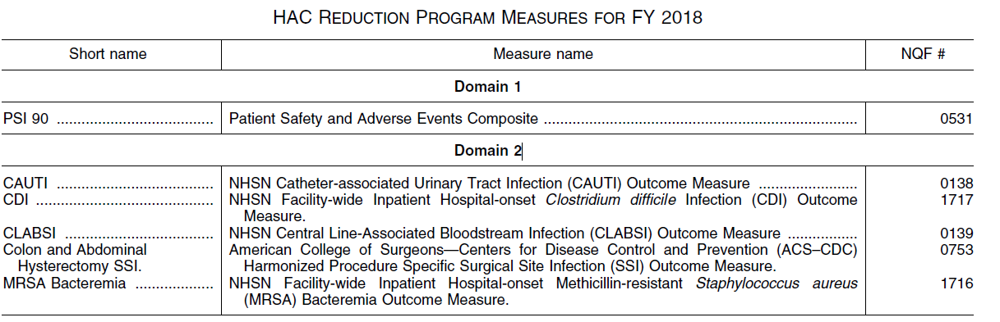 HAC REDUCTION PROGRAM MEASURES FOR FY 2018
Short name Measure name NQF #
Domain 1
PSI 90 ...................................... Patient Safety and Adverse Events Composite ............................................................................ 0531
Domain 2
CAUTI ........................................ NHSN Catheter-associated Urinary Tract Infection (CAUTI) Outcome Measure ........................ 0138
CDI ........................................... NHSN Facility-wide Inpatient Hospital-onset Clostridium difficile Infection (CDI) Outcome 1717
Measure.
CLABSI .................................... NHSN Central Line-Associated Bloodstream Infection (CLABSI) Outcome Measure ................. 0139
Colon and Abdominal American College of Surgeons—Centers for Disease Control and Prevention (ACS–CDC) 0753
Hysterectomy SSI. Harmonized Procedure Specific Surgical Site Infection (SSI) Outcome Measure.
MRSA Bacteremia ................... NHSN Facility-wide Inpatient Hospital-onset Methicillin-resistant Staphylococcus aureus 1716
(MRSA) Bacteremia Outcome Measure.